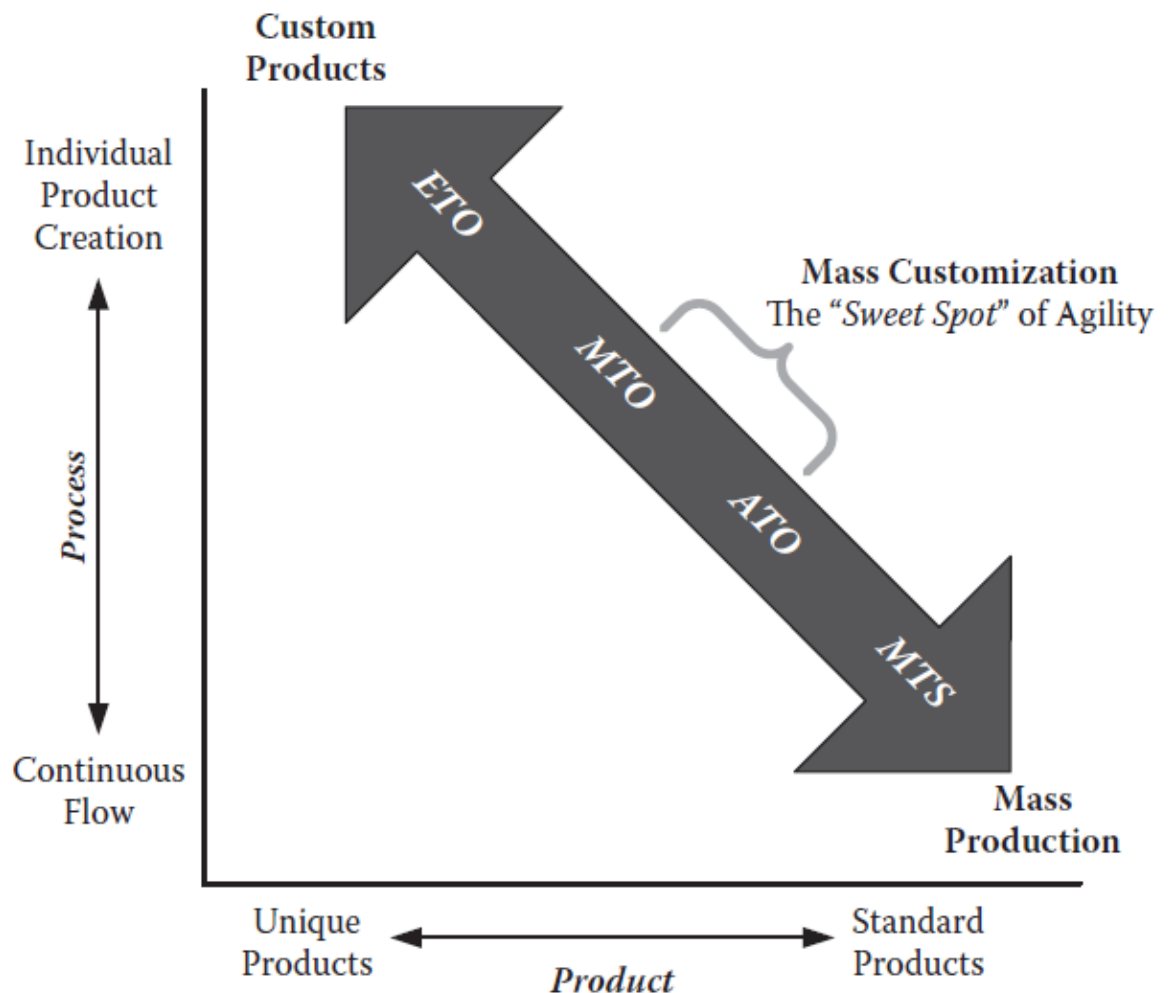 Custom
Products
Individual
Product
Creation
ETO
Mass Customization
The “Sweet Spot” of Agility
MTO
Process
ATO
MTS
Continuous
Flow
Mass
Production
Unique
Products
Standard
Products
Product